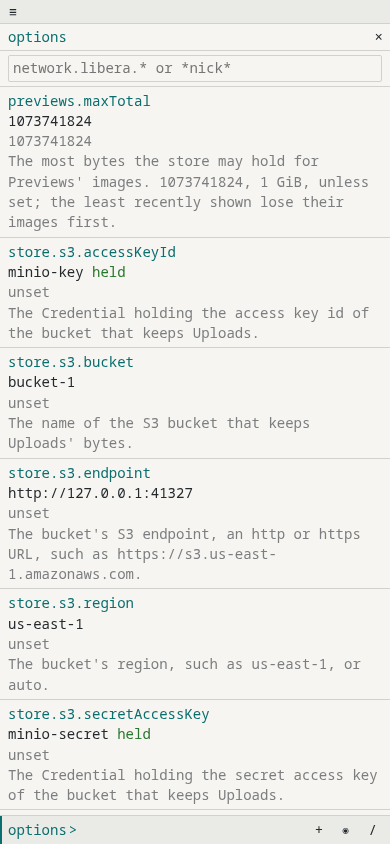 ≡
options ×
network.libera.* or *nick*
previews.maxTotal
1073741824
1073741824
The most bytes the store may hold for
Previews' images. 1073741824, 1 GiB, unless
set; the least recently shown lose their
images first.
store.s3.accessKeyId
minio-key held
unset
The Credential holding the access key id of
the bucket that keeps Uploads.
store.s3.bucket
bucket-1
unset
The name of the S3 bucket that keeps
Uploads' bytes.
store.s3.endpoint
http://127.0.0.1:41327
unset
The bucket's S3 endpoint, an http or https
URL, such as https://s3.us-east-
1.amazonaws.com.
store.s3.region
us-east-1
unset
The bucket's region, such as us-east-1, or
auto.
store.s3.secretAccessKey
minio-secret held
unset
The Credential holding the secret access key
of the bucket that keeps Uploads.
options> + ◉ /